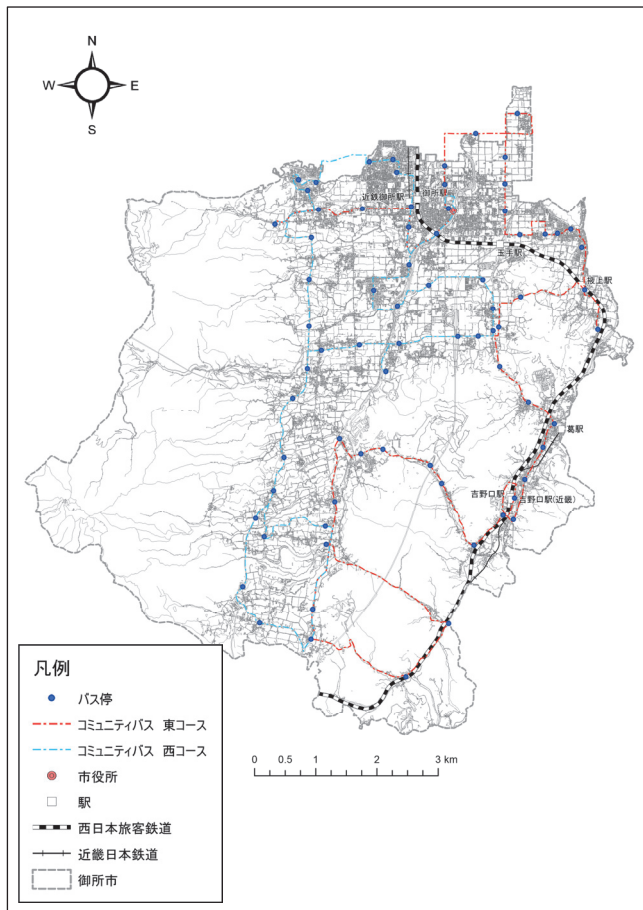 N
W E
S
近鉄御所駅
御所駅
玉手駅
掖上駅
葛駅
吉野口駅
吉野口駅(近畿)
凡例
バス停
コミュニティバス 東コース
コミュニティバス 西コース
市役所
駅
西日本旅客鉄道
近畿日本鉄道
御所市
0 0.5 1 2 3 km